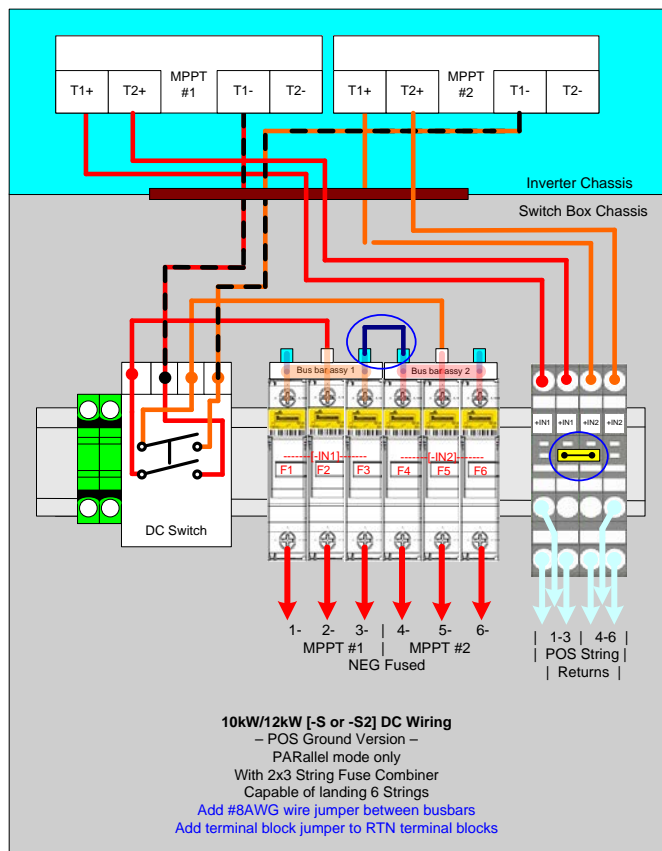 MPPT #1
T1+ T2+ T1- T2-
MPPT #2
T1+ T2+ T1- T2-
Inverter Chassis
Switch Box Chassis
Bus bar assy 1 Bus bar assy 2
+IN1 +IN1 +IN2 +IN2
-------[-IN1]------- -------[-IN2]-------
F1 F2 F3 F4 F5 F6
DC Switch
1- 2- 3- | 4- 5- 6-
MPPT #1 | MPPT #2
NEG Fused
| 1-3 | 4-6 |
| POS String |
| Returns |
10kW/12kW [-S or -S2] DC Wiring
– POS Ground Version –
PARallel mode only
With 2x3 String Fuse Combiner
Capable of landing 6 Strings
Add #8AWG wire jumper between busbars
Add terminal block jumper to RTN terminal blocks